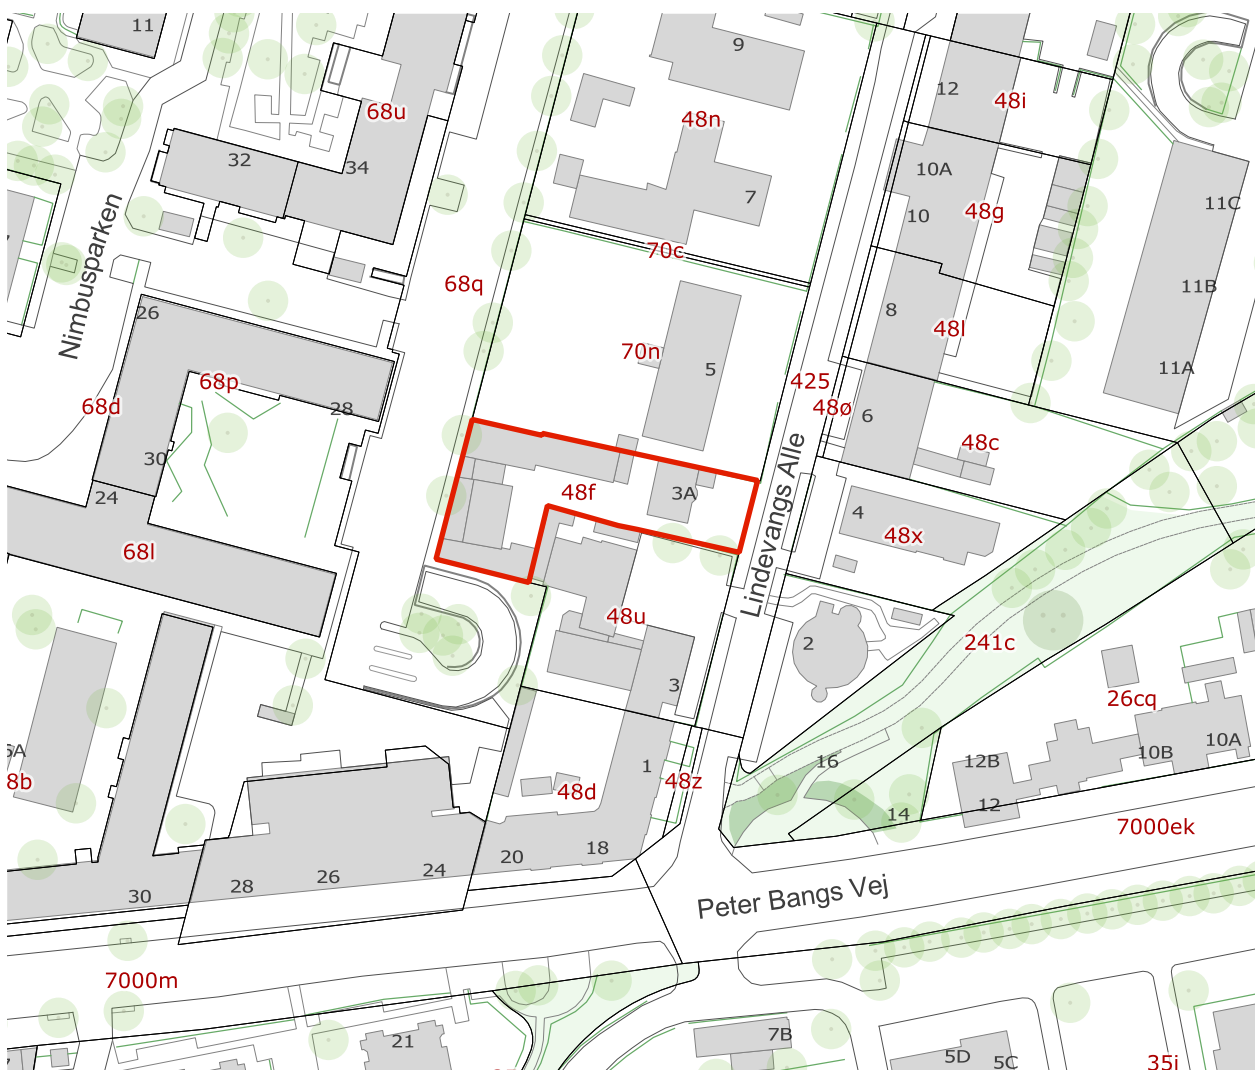 11
9
12
48i
68u
48n
32
34
10A
7
10
48g
11C
Nimbusparken
70c
68q
11B
26
8
48l
70n
5
11A
68p
425
68d
28
48ø
6
48c
30
24
48f
3A
4
48x
68l
Lindevangs Alle
48u
2
241c
3
26cq
6A
8b
1
16
12B
10B
10A
48z
48d
12
14
7000ek
20
18
24
26
28
30
Peter Bangs Vej
7000m
21
7B
5D
5C
35i